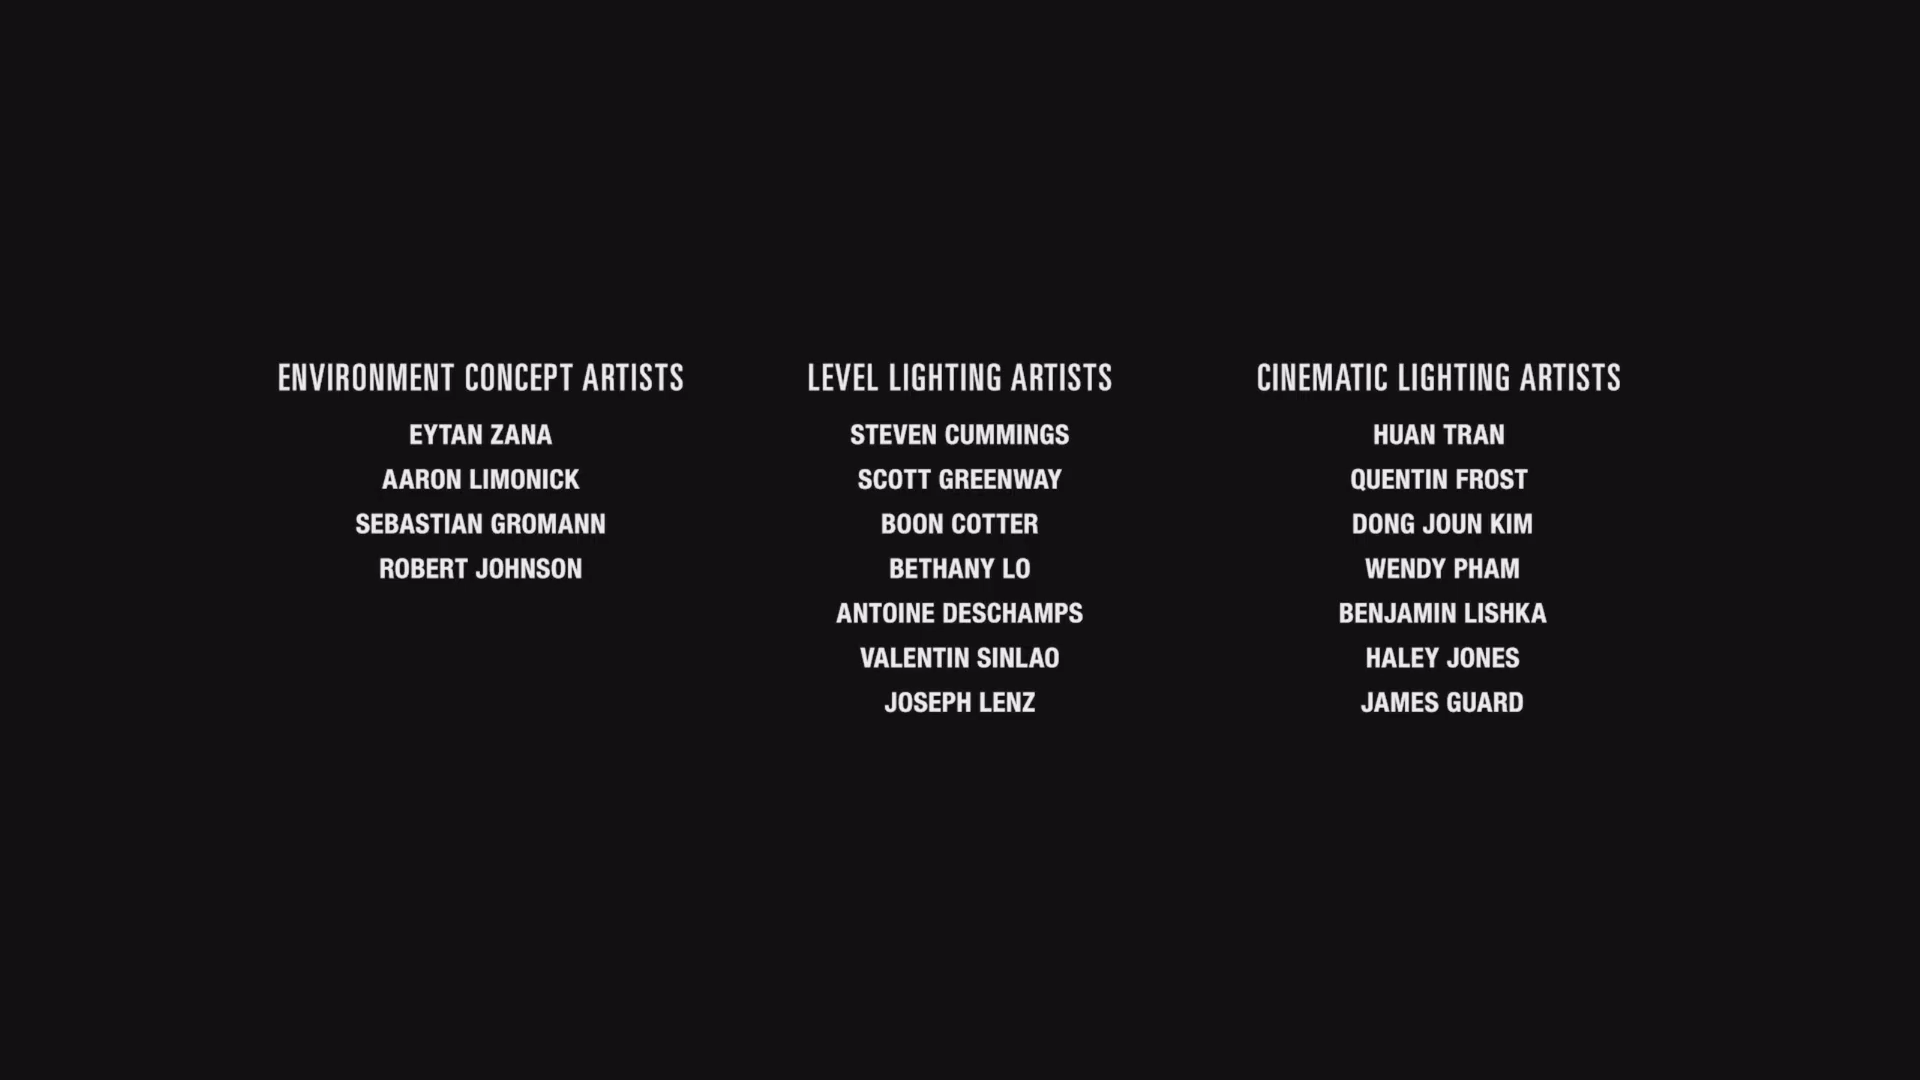 ENVIRONMENT CONCEPT ARTISTS
EYTAN ZANA
AARON LIMONICK
SEBASTIAN GROMANN
ROBERT JOHNSON
LEVEL LIGHTING ARTISTS
STEVEN CUMMINGS
SCOTT GREENWAY
BOON COTTER
BETHANY LO
ANTOINE DESCHAMPS
VALENTIN SINLAO
JOSEPH LENZ
CINEMATIC LIGHTING ARTISTS
HUAN TRAN
QUENTIN FROST
DONG JOUN KIM
WENDY PHAM
BENJAMIN LISHKA
HALEY JONES
JAMES GUARD